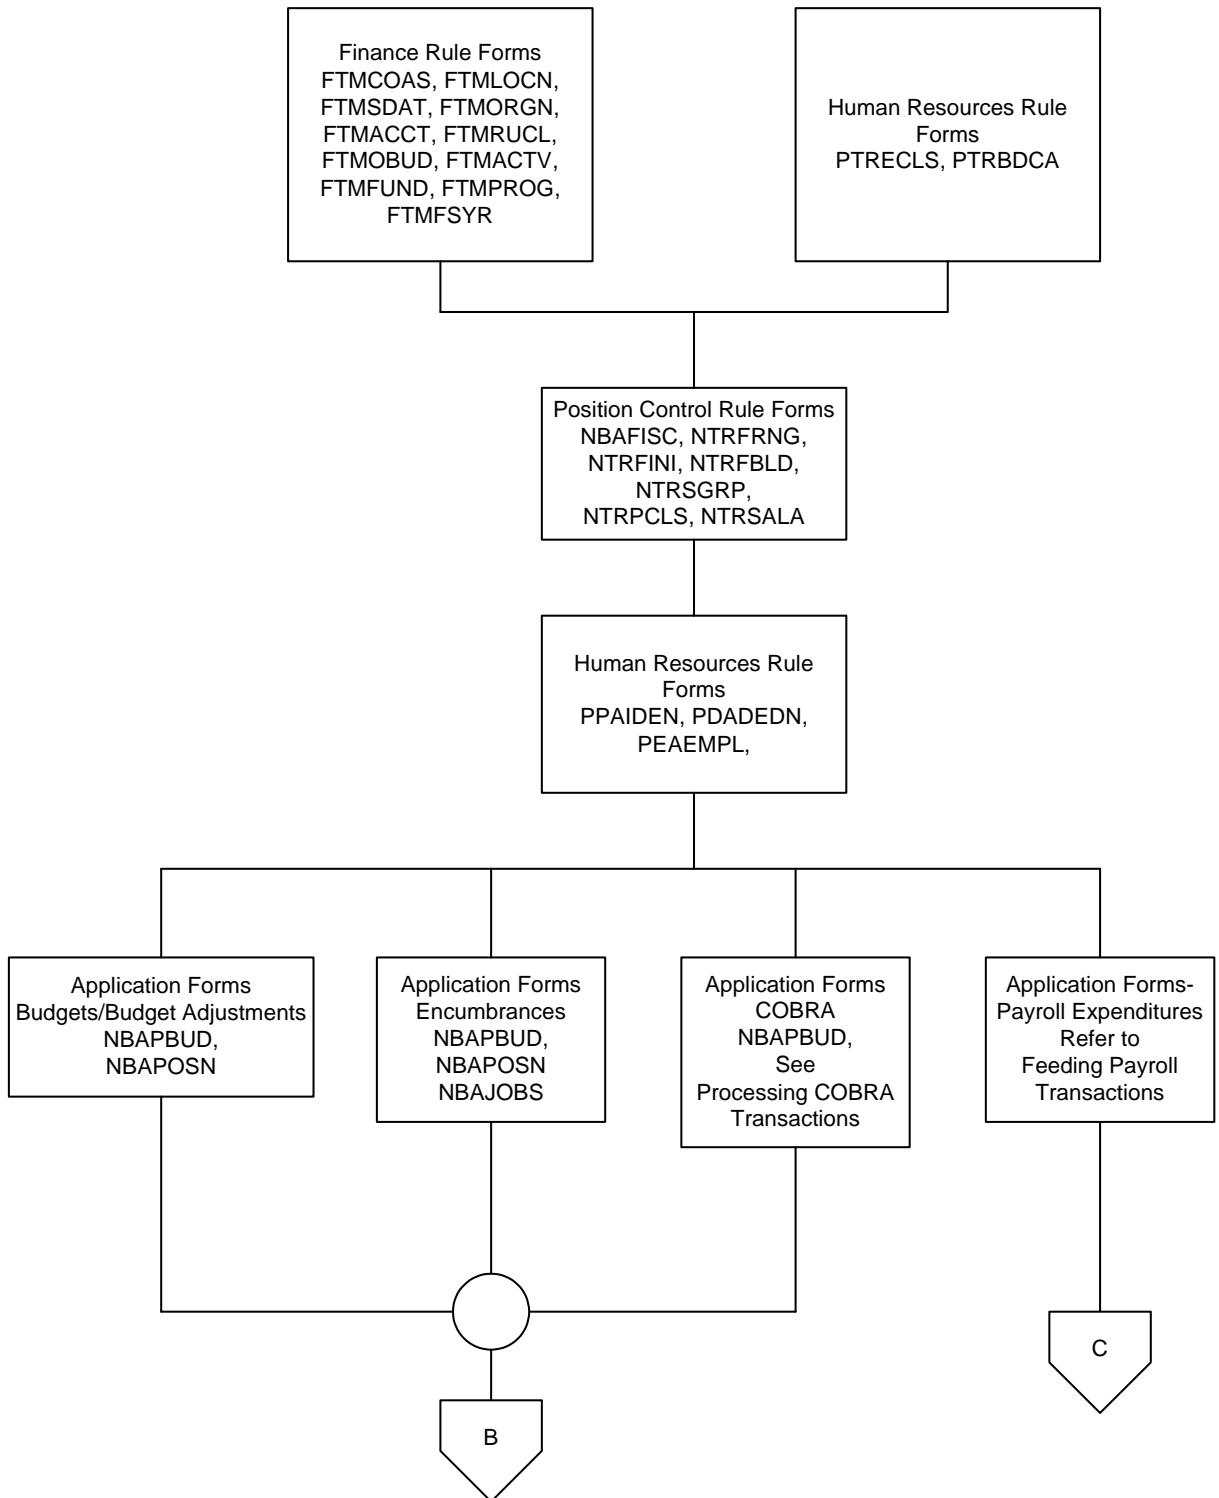 Finance Rule Forms
FTMCOAS, FTMLOCN,
FTMSDAT, FTMORGN,
FTMACCT, FTMRUCL,
FTMOBUD, FTMACTV,
FTMFUND, FTMPROG,
FTMFSYR
Human Resources Rule
Forms
PTRECLS, PTRBDCA
Position Control Rule Forms
NBAFISC, NTRFRNG,
NTRFINI, NTRFBLD,
NTRSGRP,
NTRPCLS, NTRSALA
Human Resources Rule
Forms
PPAIDEN, PDADEDN,
PEAEMPL,
Application Forms
Budgets/Budget Adjustments
NBAPBUD,
NBAPOSN
Application Forms
Encumbrances
NBAPBUD,
NBAPOSN
NBAJOBS
Application Forms
COBRA
NBAPBUD,
See
Processing COBRA
Transactions
Application Forms-
Payroll Expenditures
Refer to
Feeding Payroll
Transactions
C
B